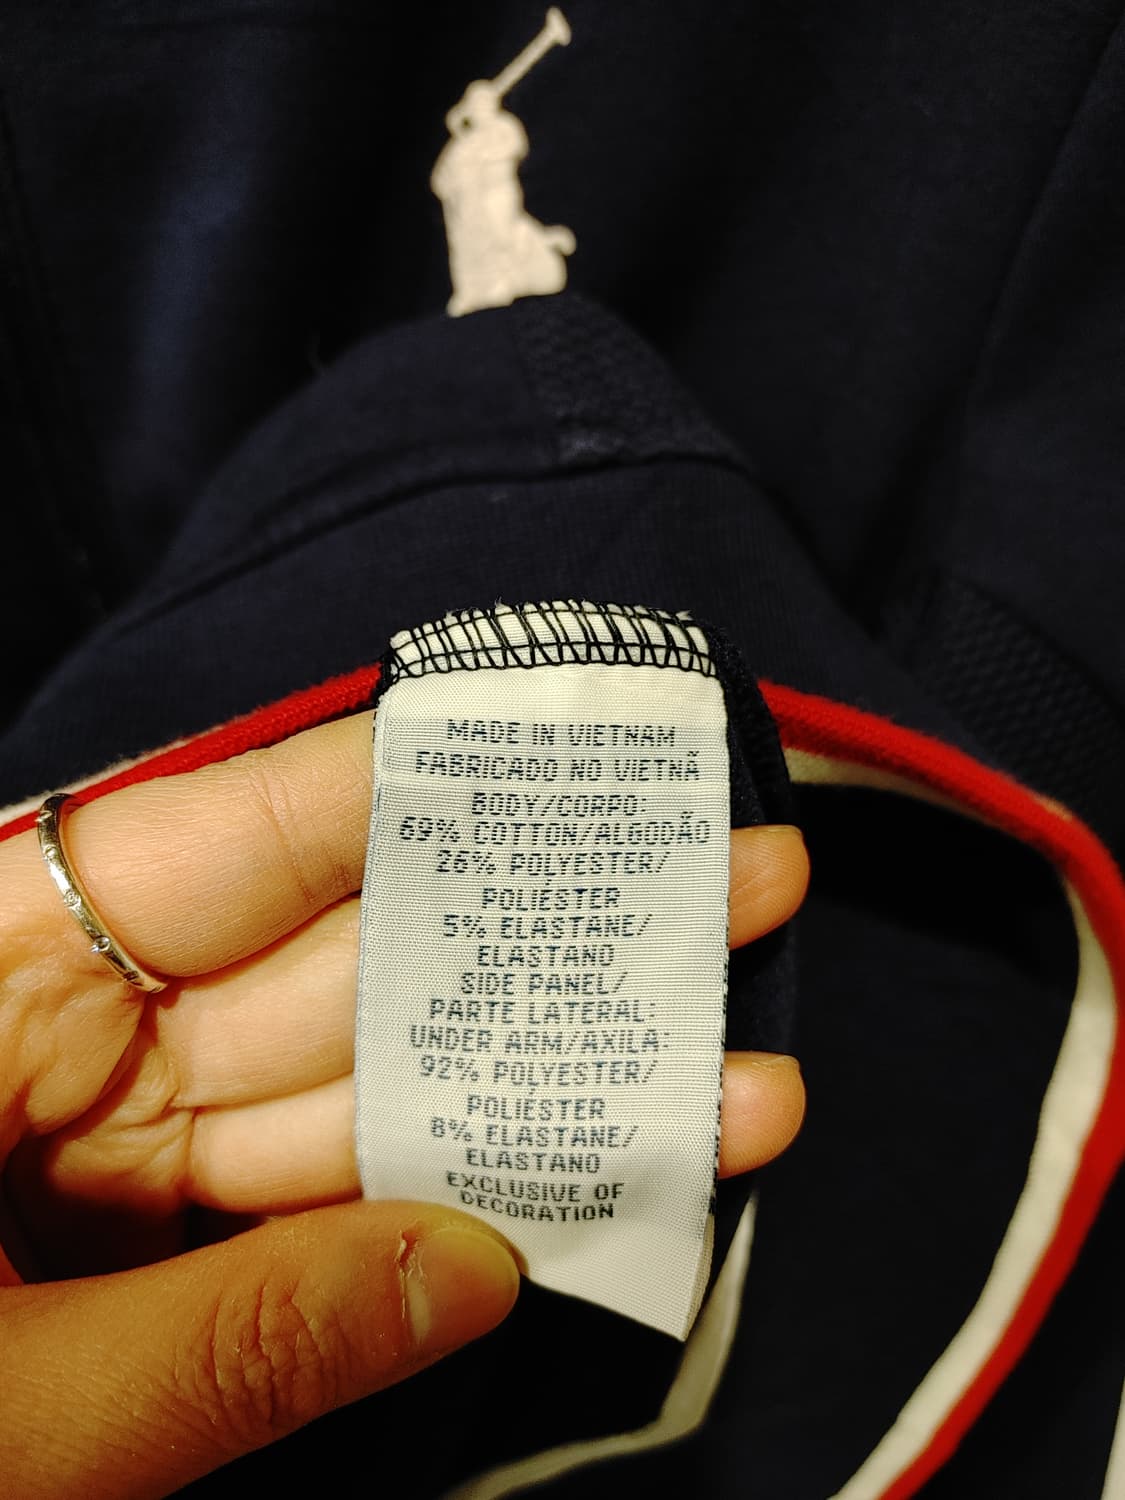 MADE IN VIETNAM
FABRICADO NO VIETNÃ
BODY/CORPO:
69% COTTON/ALGODÃO
26% POLYESTER/
POLIÉSTER
5% ELASTANE/
ELASTANO
SIDE PANEL/
PARTE LATERAL:
UNDER ARM/AXILA:
92% POLYESTER/
POLIÉSTER
8% ELASTANE/
ELASTANO
EXCLUSIVE OF
DECORATION